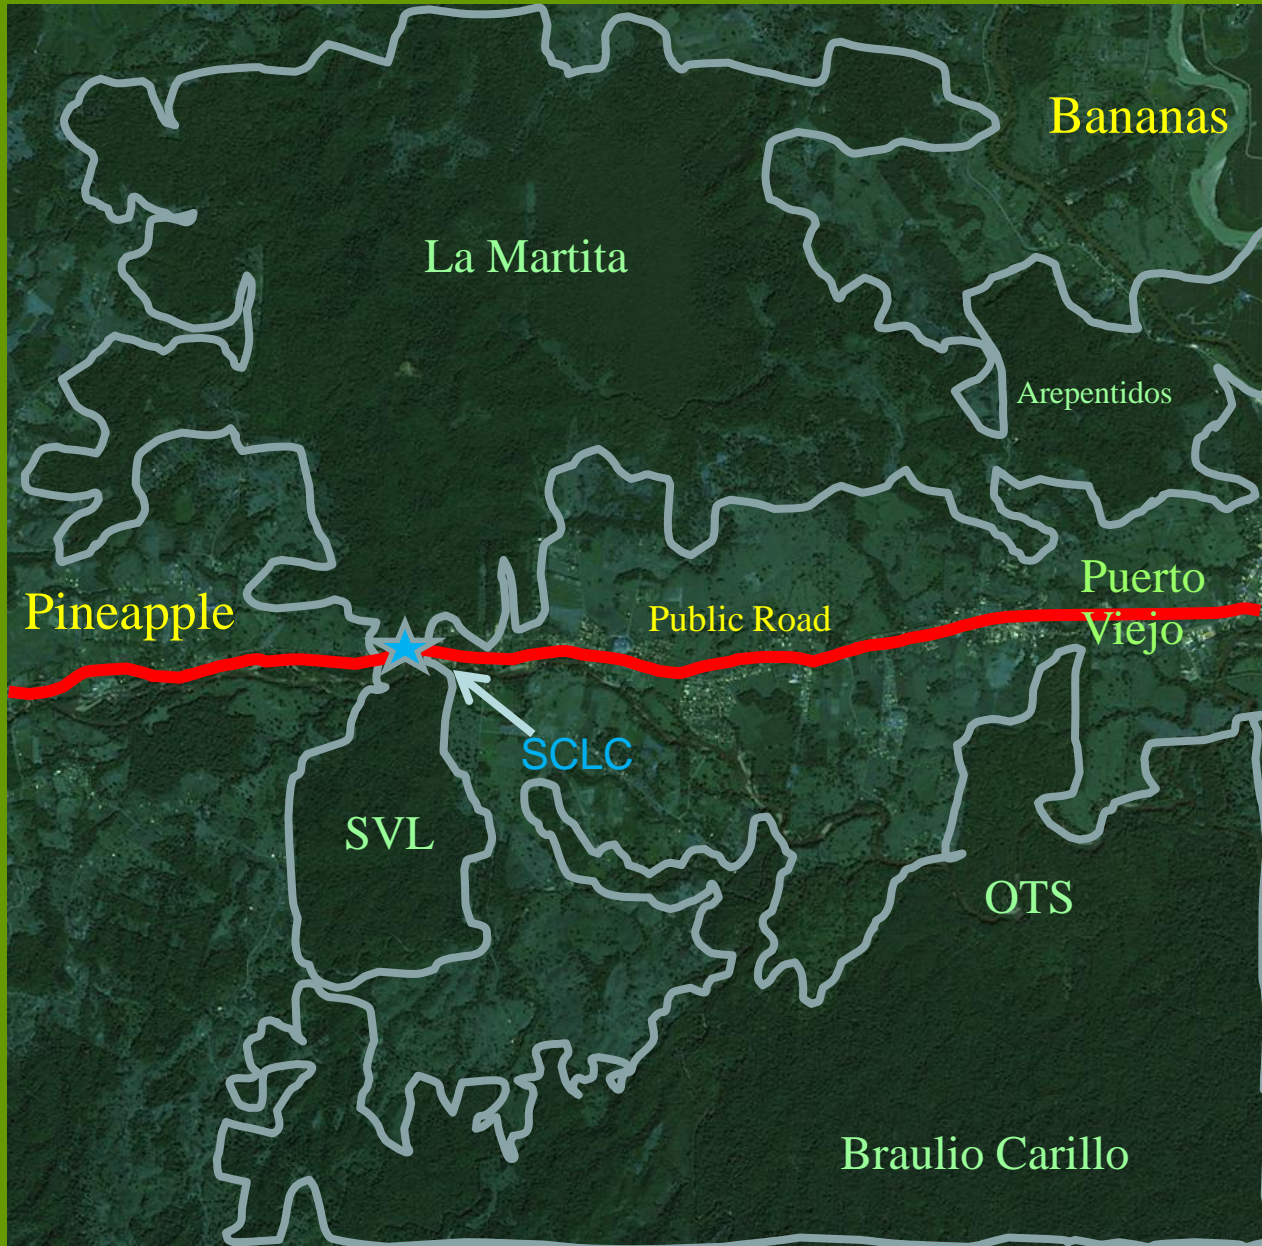 Bananas
La Martita
Arepentidos
Puerto
Viejo
Pineapple
Public Road
SCLC
SVL
OTS
Braulio Carillo